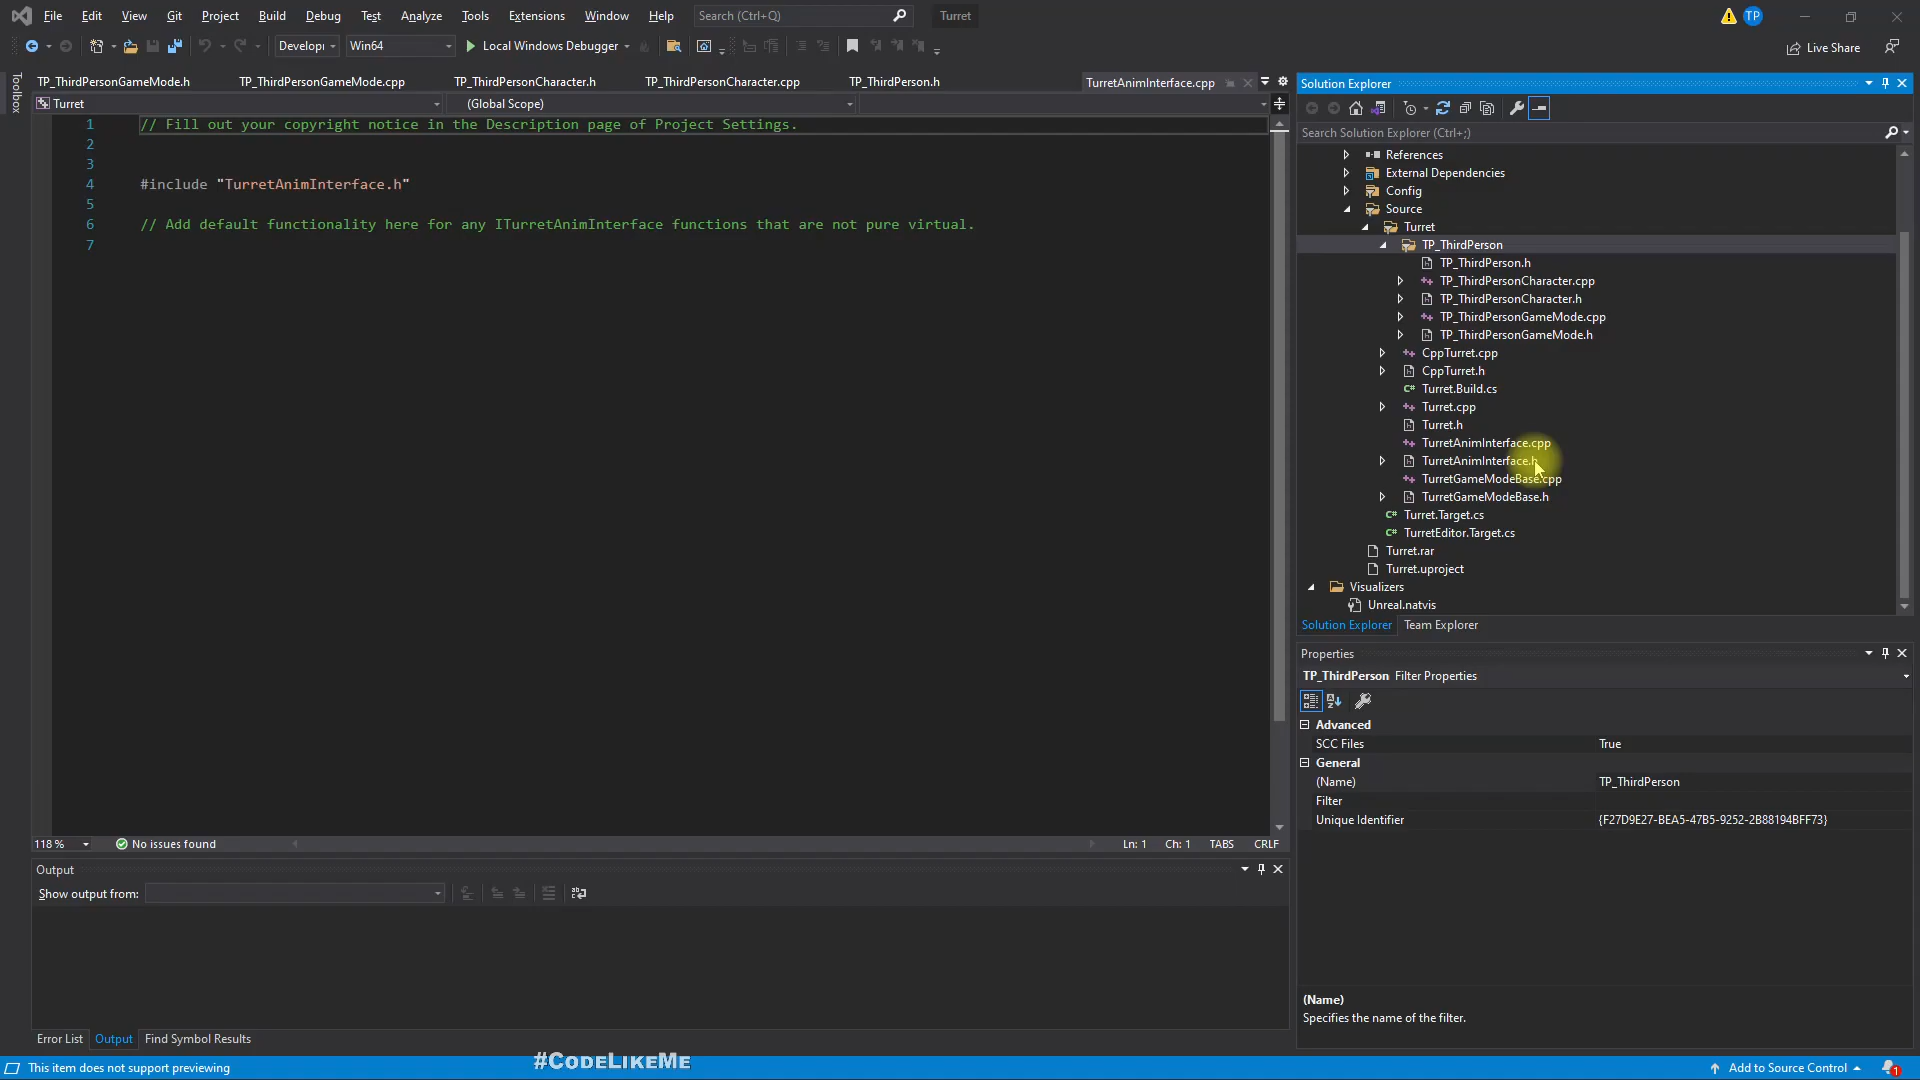 File Edit View Git Project Build Debug Test Analyze Tools Extensions Window Help Search (Ctrl+Q) Turret TP
Develop Win64 Local Windows Debugger Live Share
Toolbox
TP_ThirdPersonGameMode.h TP_ThirdPersonGameMode.cpp TP_ThirdPersonCharacter.h TP_ThirdPersonCharacter.cpp TP_ThirdPerson.h TurretAnimInterface.cpp
Turret (Global Scope)
1 // Fill out your copyright notice in the Description page of Project Settings.
2
3
4 #include "TurretAnimInterface.h"
5
6 // Add default functionality here for any ITurretAnimInterface functions that are not pure virtual.
7
118 % No issues found Ln: 1 Ch: 1 TABS CRLF
Output
Show output from:
Error List Output Find Symbol Results
Solution Explorer
Search Solution Explorer (Ctrl+;)
References
External Dependencies
Config
Source
Turret
TP_ThirdPerson
TP_ThirdPerson.h
TP_ThirdPersonCharacter.cpp
TP_ThirdPersonCharacter.h
TP_ThirdPersonGameMode.cpp
TP_ThirdPersonGameMode.h
CppTurret.cpp
CppTurret.h
Turret.Build.cs
Turret.cpp
Turret.h
TurretAnimInterface.cpp
TurretAnimInterface.h
TurretGameModeBase.cpp
TurretGameModeBase.h
Turret.Target.cs
TurretEditor.Target.cs
Turret.rar
Turret.uproject
Visualizers
Unreal.natvis
Solution Explorer Team Explorer
Properties
TP_ThirdPerson Filter Properties
Advanced
SCC Files True
General
(Name) TP_ThirdPerson
Filter
Unique Identifier {F27D9E27-BEA5-47B5-9252-2B88194BFF73}
(Name)
Specifies the name of the filter.
#CodeLikeMe
This item does not support previewing Add to Source Control 1